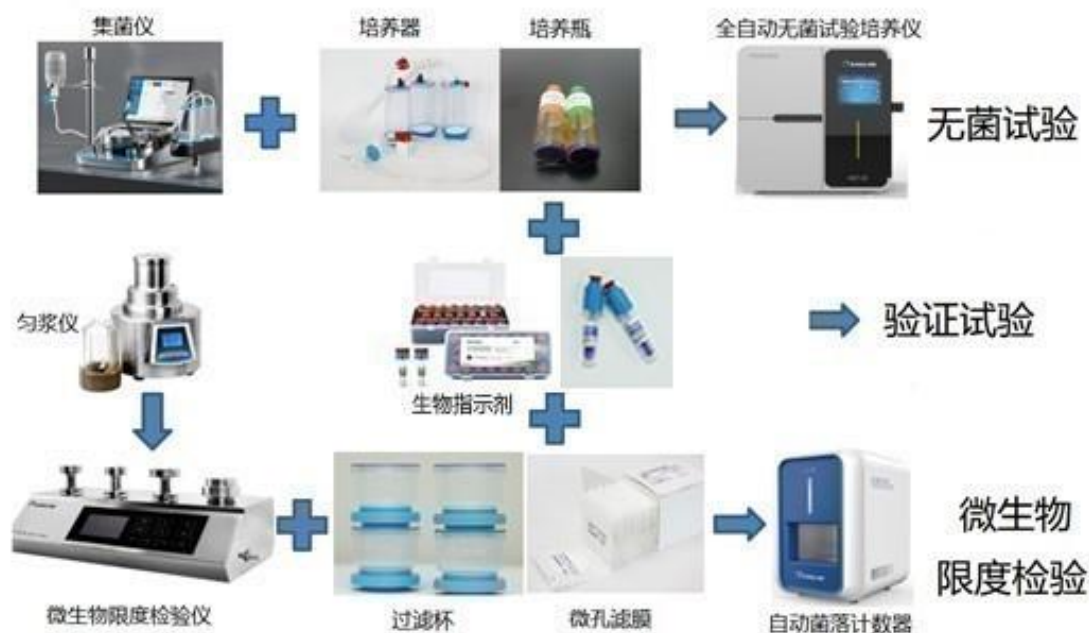 集菌仪
培养器
培养瓶
全自动无菌试验培养仪
无菌试验
匀浆仪
生物指示剂
验证试验
微生物限度检验仪
过滤杯
微孔滤膜
自动菌落计数器
微生物
限度检验